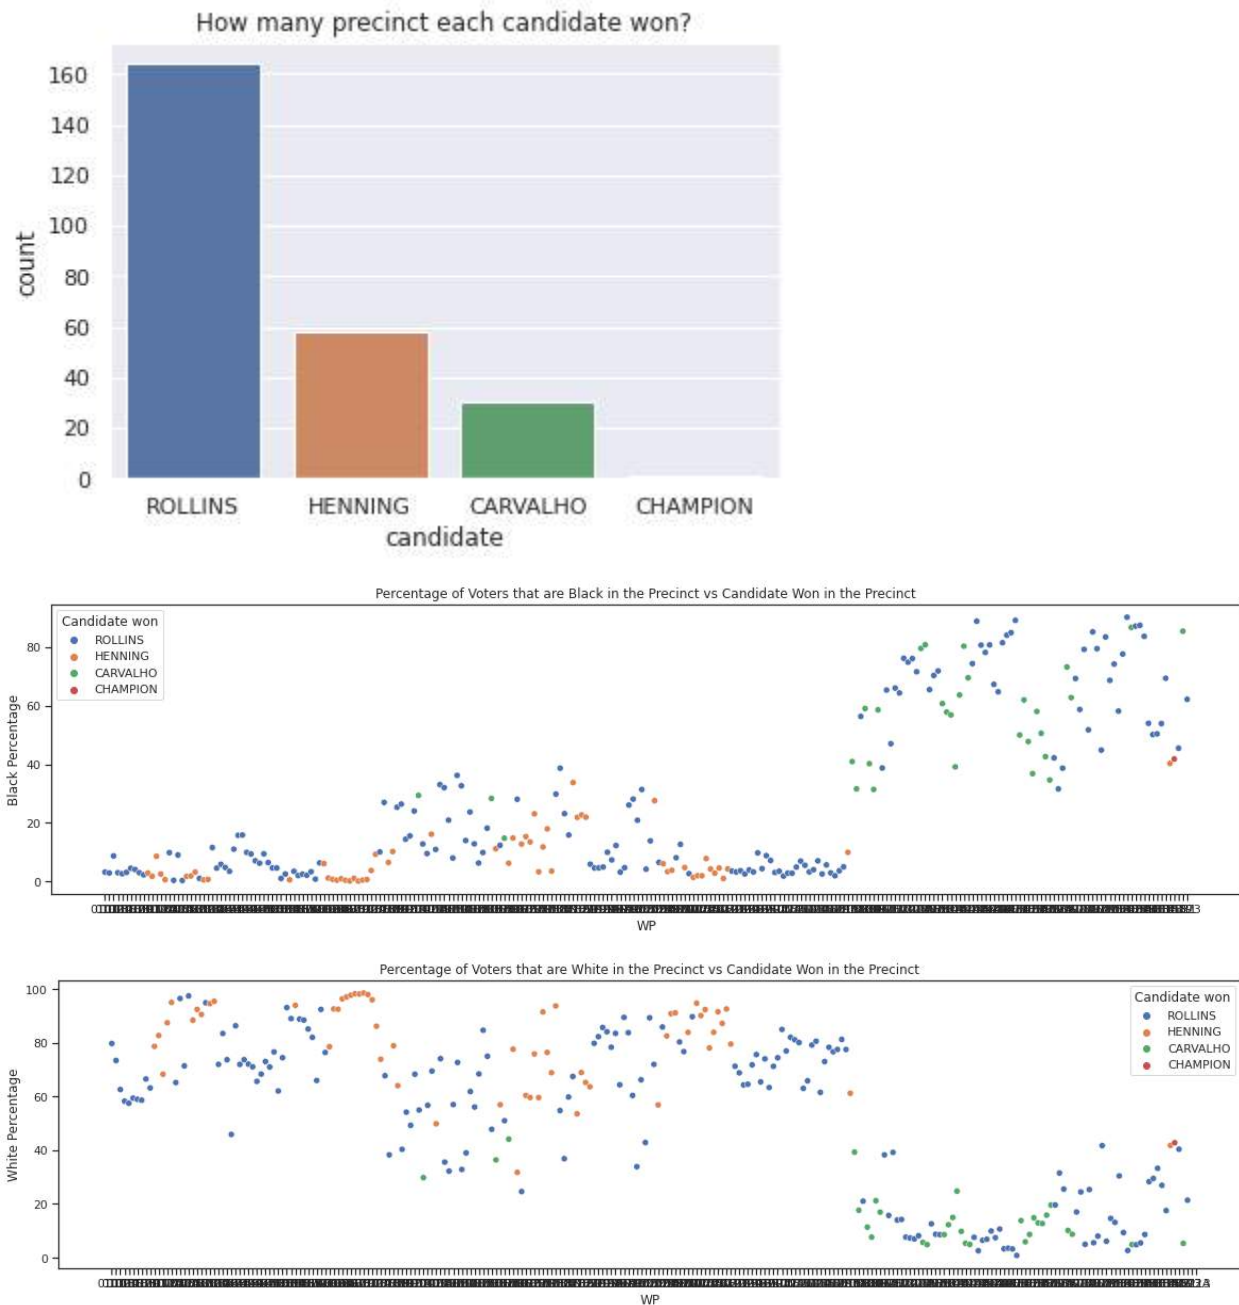 How many precinct each candidate won?
160
140
120
100
80
60
40
20
0
count
ROLLINS HENNING CARVALHO CHAMPION
candidate
Percentage of Voters that are Black in the Precinct vs Candidate Won in the Precinct
Candidate won
ROLLINS
HENNING
CARVALHO
CHAMPION
80
60
40
20
0
Black Percentage
WP
Percentage of Voters that are White in the Precinct vs Candidate Won in the Precinct
Candidate won
ROLLINS
HENNING
CARVALHO
CHAMPION
100
80
60
40
20
0
White Percentage
WP